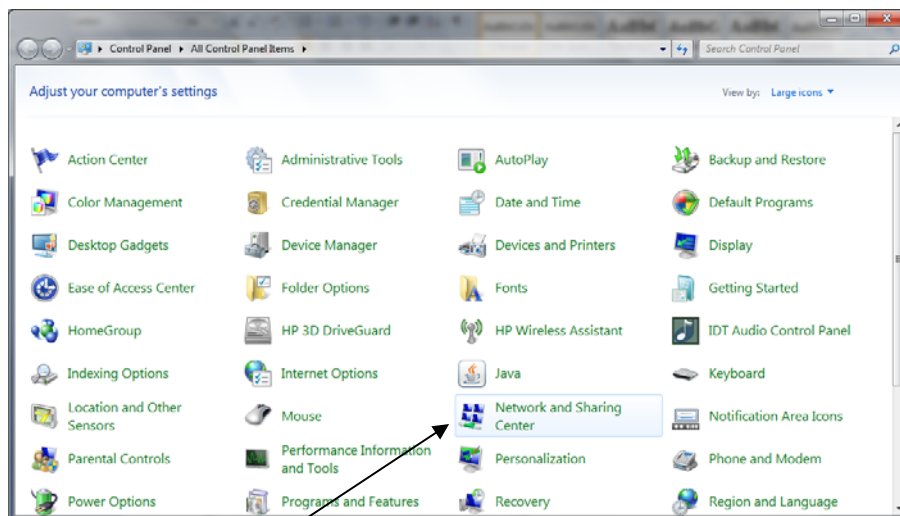 Control Panel All Control Panel Items Search Control Panel
Adjust your computer's settings View by: Large icons
Action Center Administrative Tools AutoPlay Backup and Restore
Color Management Credential Manager Date and Time Default Programs
Desktop Gadgets Device Manager Devices and Printers Display
Ease of Access Center Folder Options Fonts Getting Started
HomeGroup HP 3D DriveGuard HP Wireless Assistant IDT Audio Control Panel
Indexing Options Internet Options Java Keyboard
Location and Other
Sensors
Mouse
Network and Sharing
Center
Notification Area Icons
Parental Controls
Performance Information
and Tools
Personalization Phone and Modem
Power Options Programs and Features Recovery Region and Language